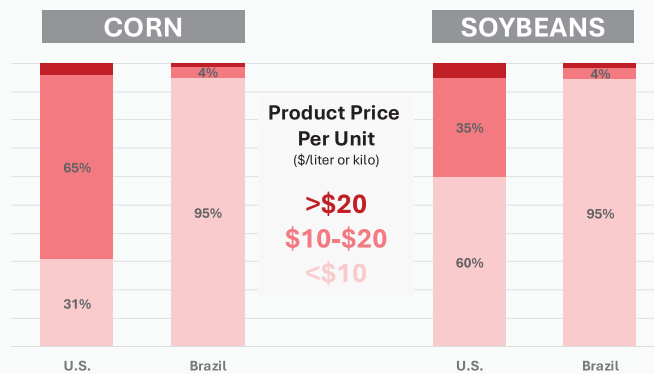 CORN
SOYBEANS
4%
4%
Product Price
Per Unit
($/liter or kilo)
>$20
$10-$20
<$10
65%
95%
31%
35%
95%
60%
U.S.
Brazil
U.S.
Brazil